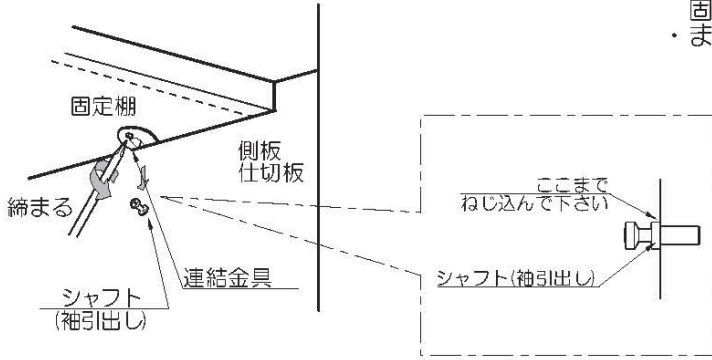 固
・ま
固定棚
側板
仕切板
締まる
連結金具
シャフト
(袖引出し)
ここまで
ねじ込んで下さい
シャフト(袖引出し)